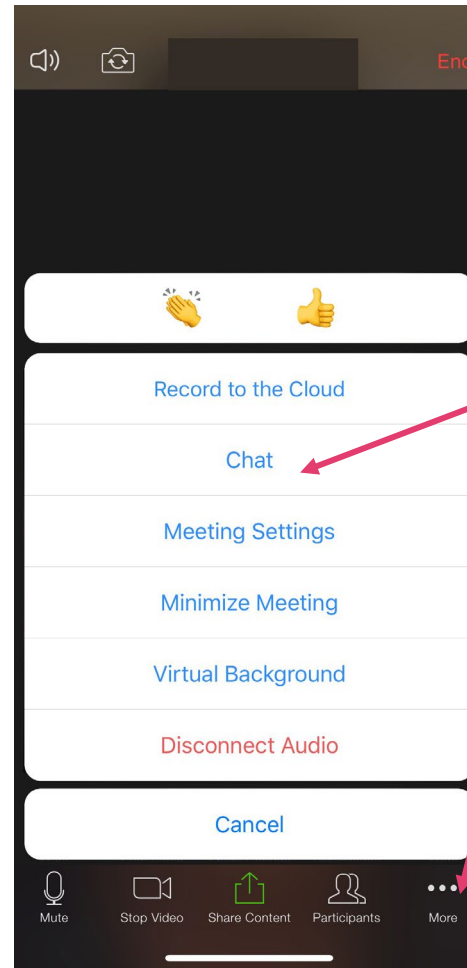 Record to the Cloud
Chat
Meeting Settings
Minimize Meeting
Virtual Background
Disconnect Audio
Cancel
Mute Stop Video Share Content Participants More